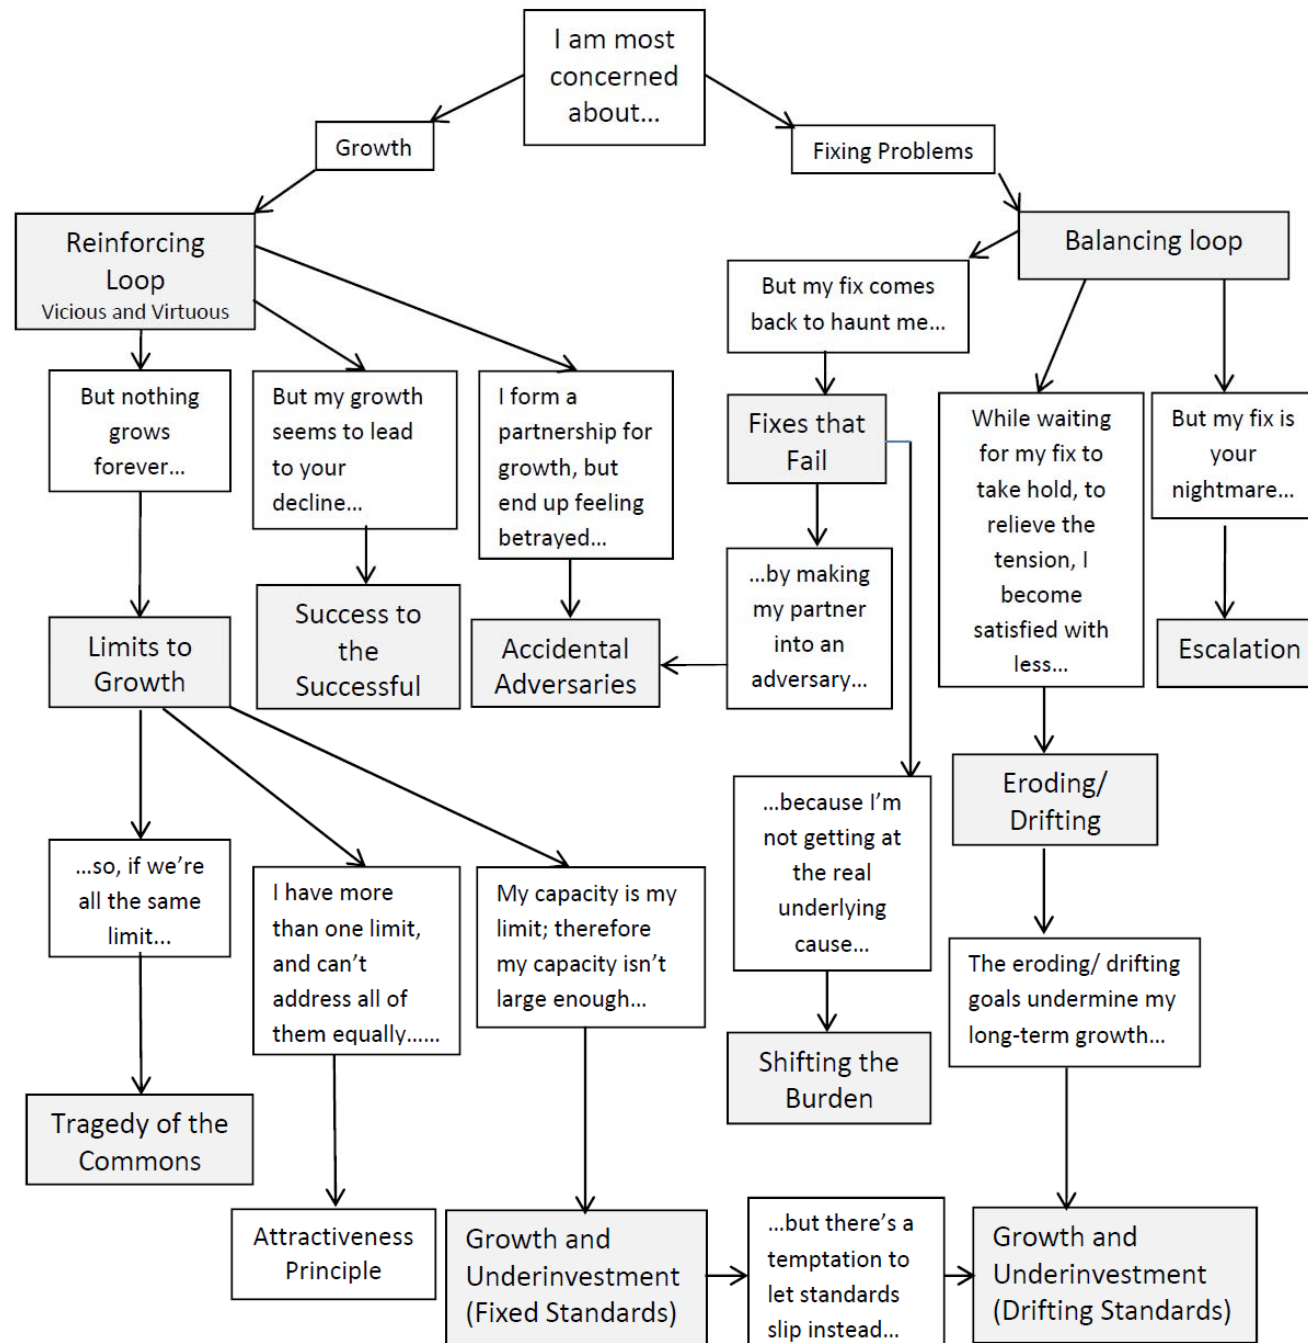 I am most
concerned
about...
Growth
Fixing Problems
Reinforcing
Loop
Vicious and Virtuous
Balancing loop
But my fix comes
back to haunt me...
But nothing
grows
forever...
But my growth
seems to lead
to your
decline...
I form a
partnership for
growth, but
end up feeling
betrayed...
Fixes that
Fail
While waiting
for my fix to
take hold, to
relieve the
tension, I
become
satisfied with
less...
But my fix is
your
nightmare...
...by making
my partner
into an
adversary...
Limits to
Growth
Success to
the
Successful
Accidental
Adversaries
Escalation
Eroding/
Drifting
...because I’m
not getting at
the real
underlying
cause...
...so, if we’re
all the same
limit...
I have more
than one limit,
and can’t
address all of
them equally......
My capacity is my
limit; therefore
my capacity isn’t
large enough...
The eroding/ drifting
goals undermine my
long-term growth...
Shifting the
Burden
Tragedy of the
Commons
Attractiveness
Principle
Growth and
Underinvestment
(Fixed Standards)
...but there’s a
temptation to
let standards
slip instead...
Growth and
Underinvestment
(Drifting Standards)